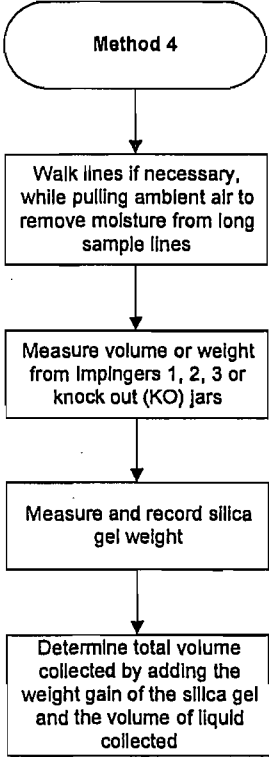 Method 4
Walk lines if necessary,
while pulling ambient air to
remove moisture from long
sample lines
Measure volume or weight
from Impingers 1, 2, 3 or
knock out (KO) jars
Measure and record silica
gel weight
Determine total volume
collected by adding the
weight gain of the silica gel
and the volume of liquid
collected